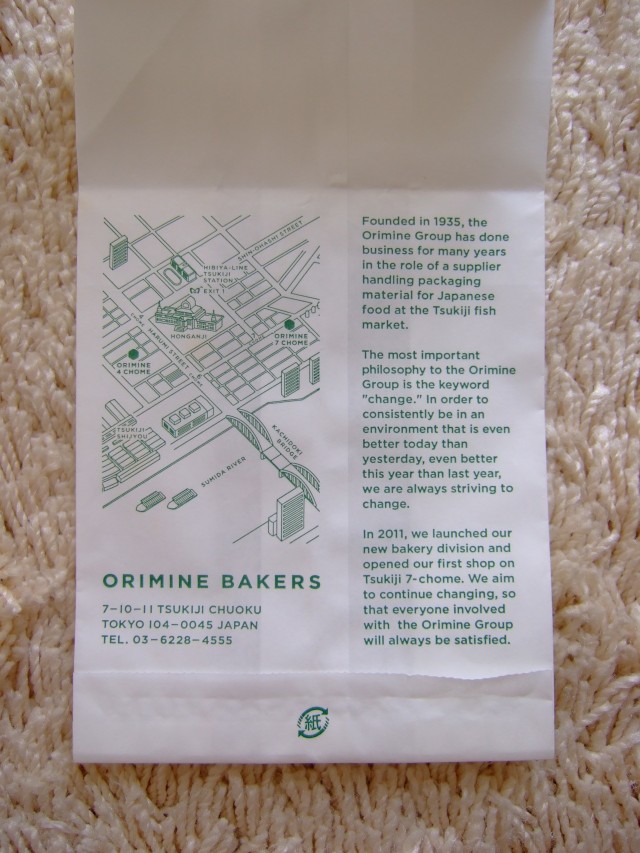 SHIN-OHASHI STREET
HIBIYA-LINE
TSUKIJI
STATION
EXIT 1
HONGANJI
ORIMINE
7 CHOME
HARUMI STREET
ORIMINE
4 CHOME
TSUKIJI
SHIJYOU
KACHIDOKI
BRIDGE
SUMIDA RIVER
ORIMINE BAKERS
7-10-11 TSUKIJI CHUOKU
TOKYO 104-0045 JAPAN
TEL. 03-6228-4555
Founded in 1935, the
Orimine Group has done
business for many years
in the role of a supplier
handling packaging
material for Japanese
food at the Tsukiji fish
market.
The most important
philosophy to the Orimine
Group is the keyword
"change." In order to
consistently be in an
environment that is even
better today than
yesterday, even better
this year than last year,
we are always striving to
change.
In 2011, we launched our
new bakery division and
opened our first shop on
Tsukiji 7-chome. We aim
to continue changing, so
that everyone involved
with the Orimine Group
will always be satisfied.
紙